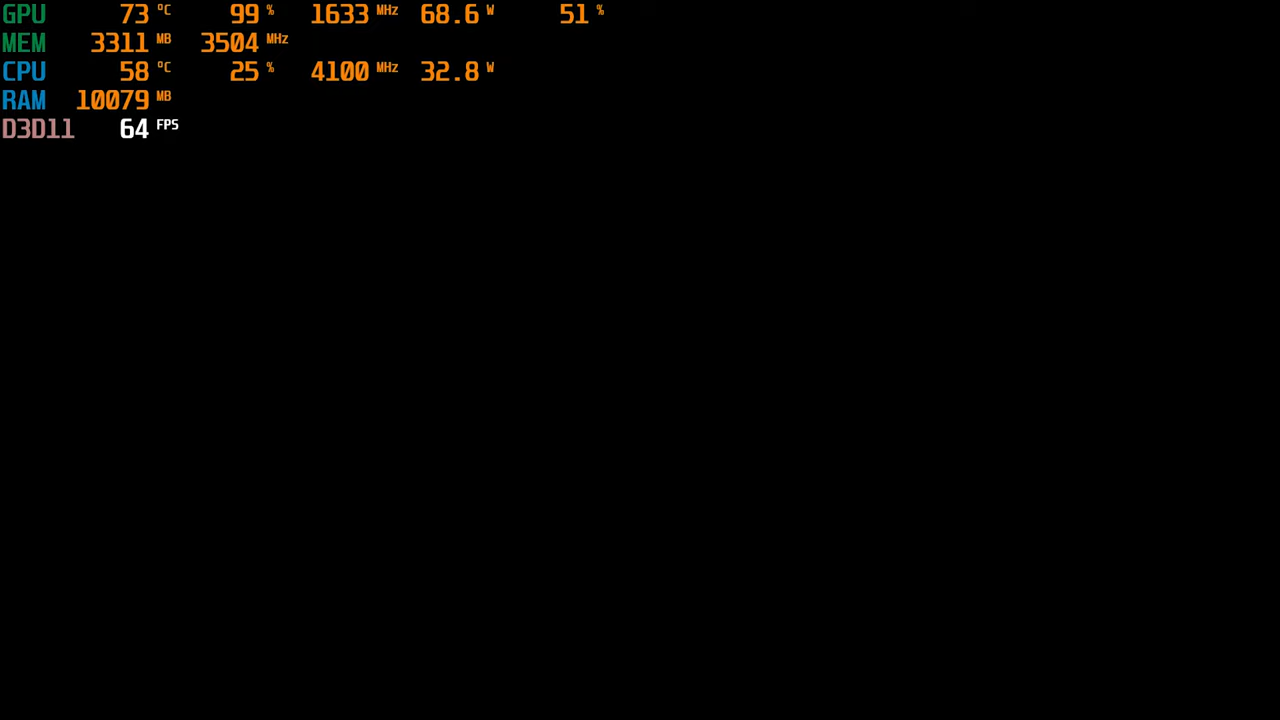 GPU 73 °C 99 % 1633 MHz 68.6 W 51 %
MEM 3311 MB 3504 MHz
CPU 58 °C 25 % 4100 MHz 32.8 W
RAM 10079 MB
D3D11 64 FPS